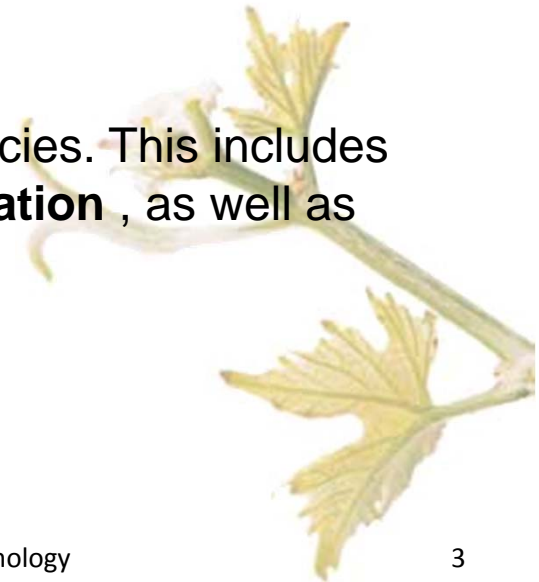 cies. This includes
ation , as well as
nology
3